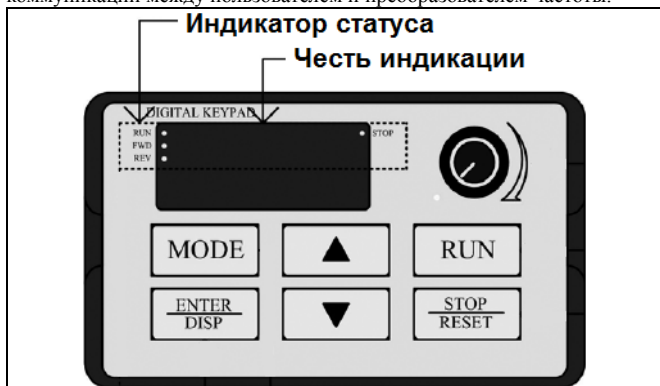 коммуникации между пользователем и преобразователем частоты.
Индикатор статуса
Честь индикации
DIGITAL KEYPAD
RUN
STOP
FWD
REV
MODE
▲
RUN
ENTER
DISP
▼
STOP
RESET